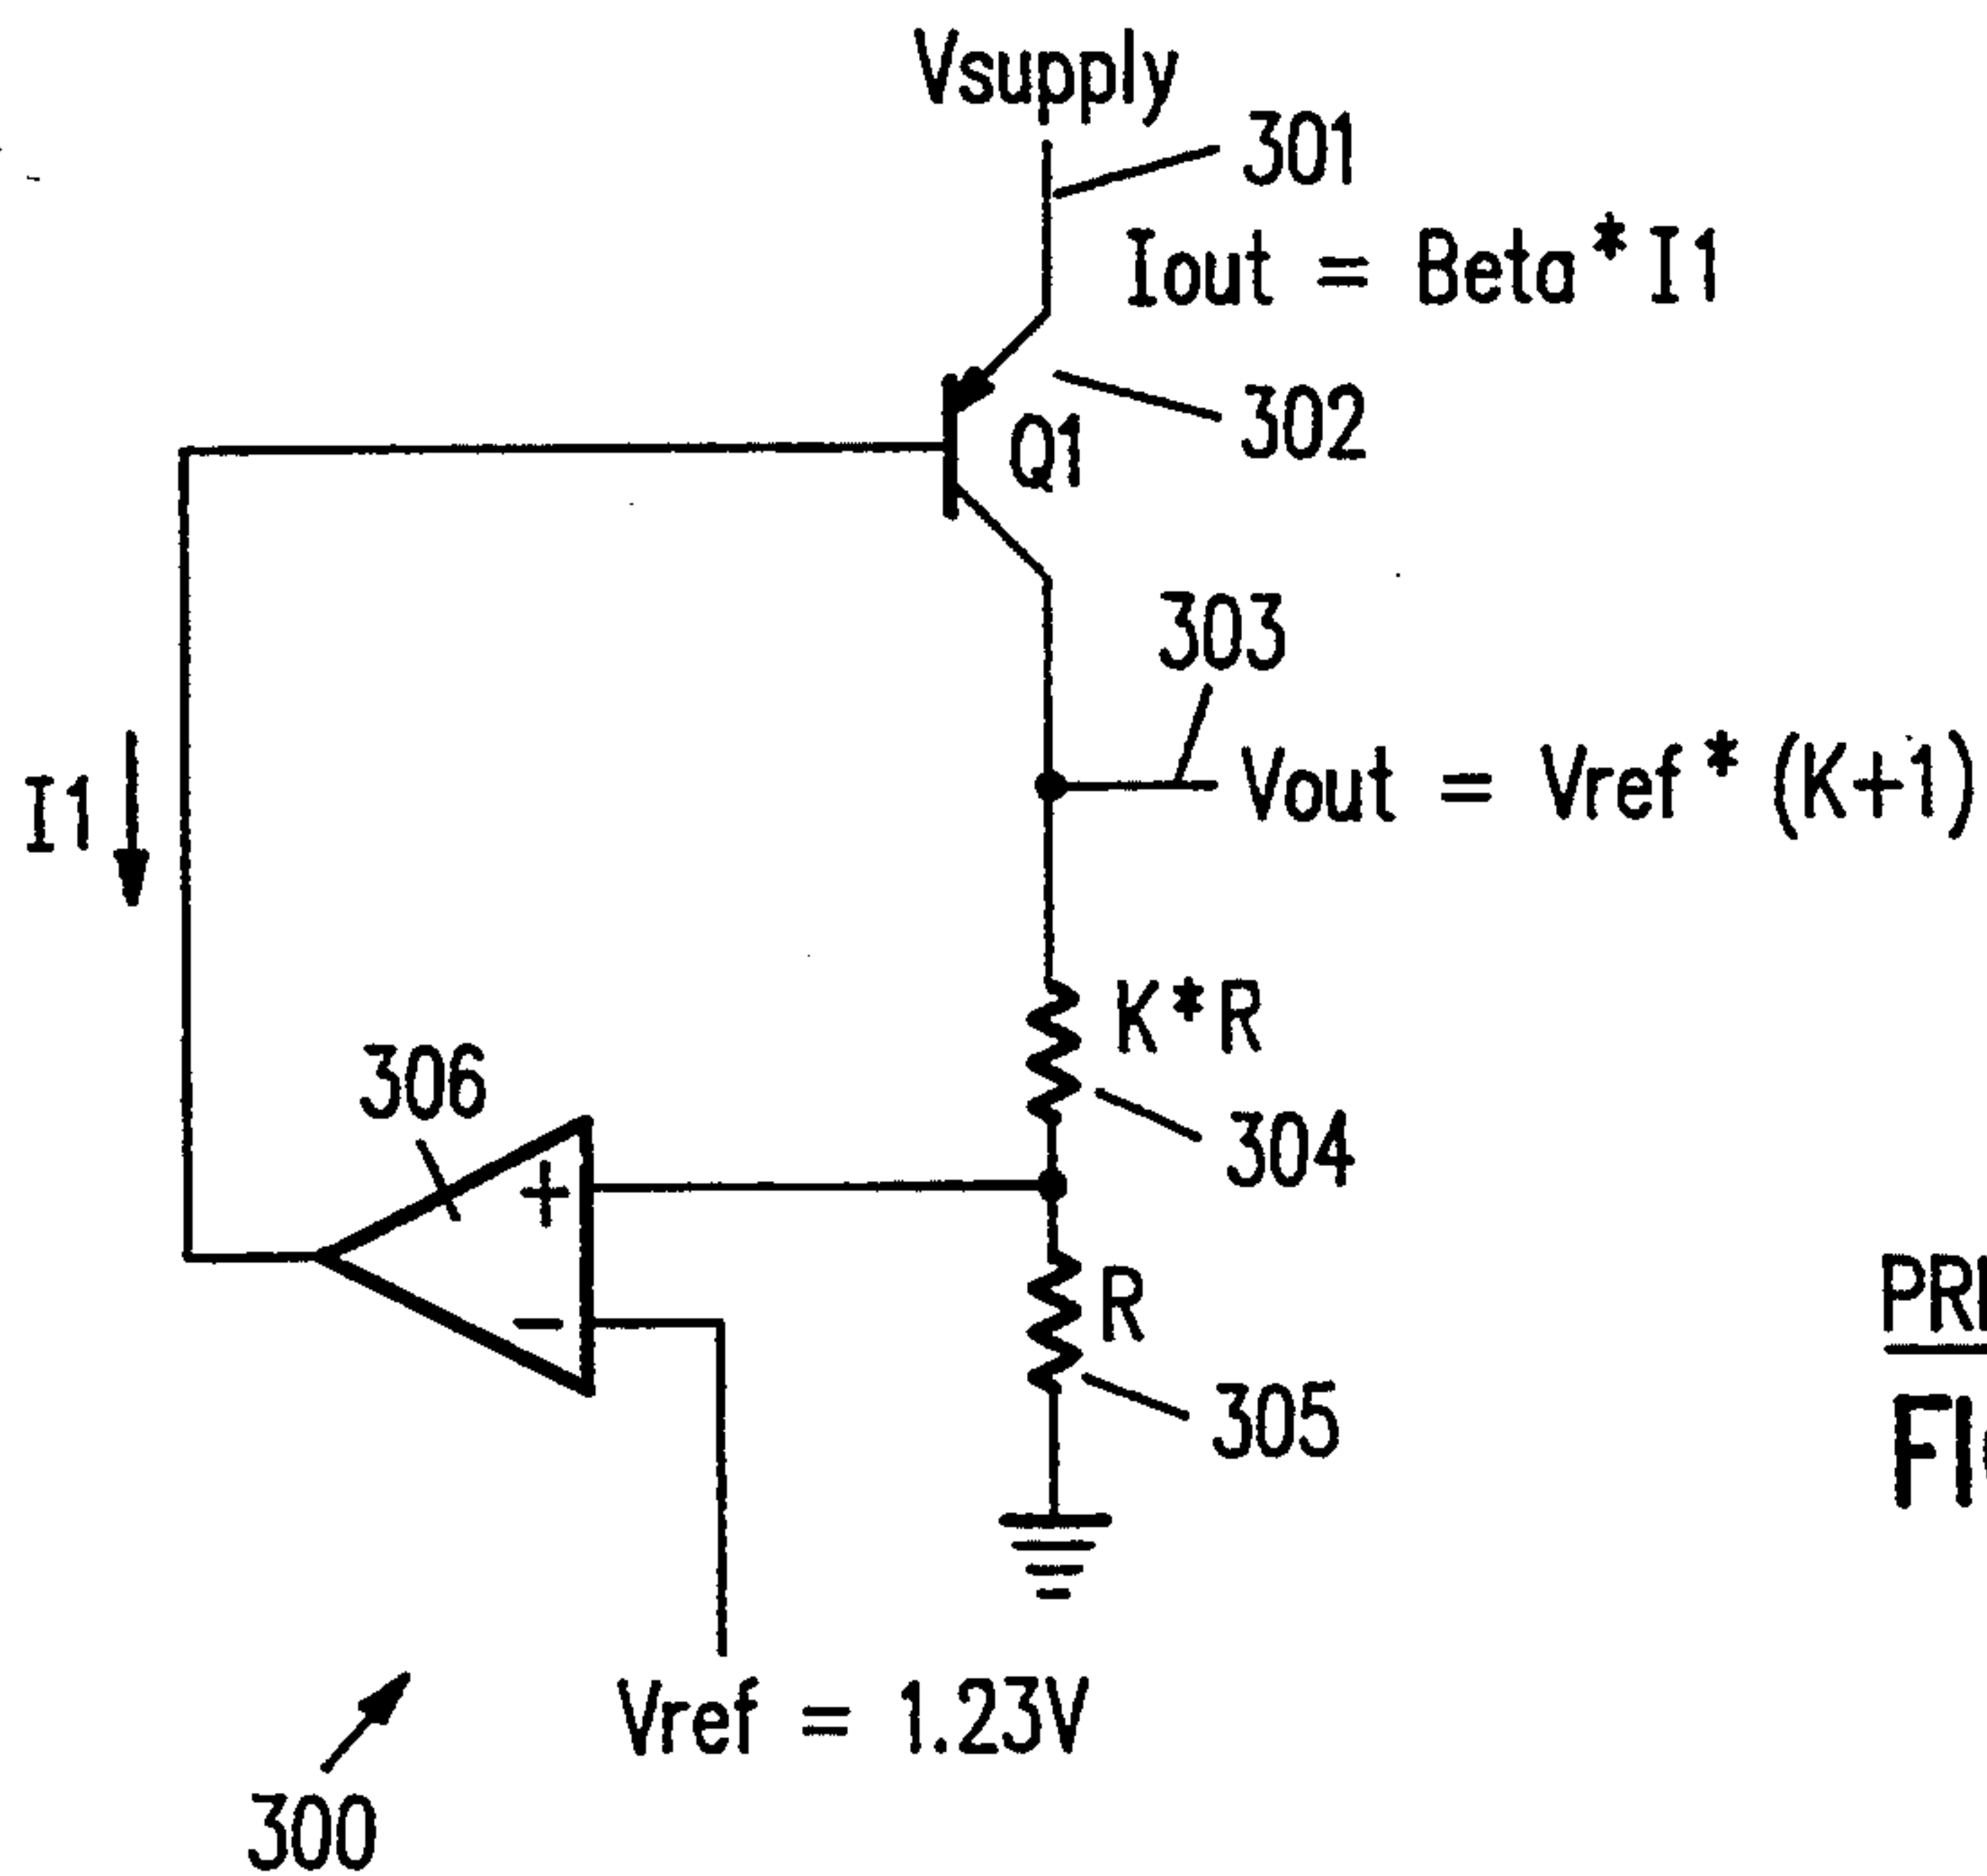 Vsupply
301
Iout = Beta*I1
302
Q1
303
I1
Vout = Vref*(K+1)
K*R
306
304
+
R
−
305
Vref = 1.23V
300